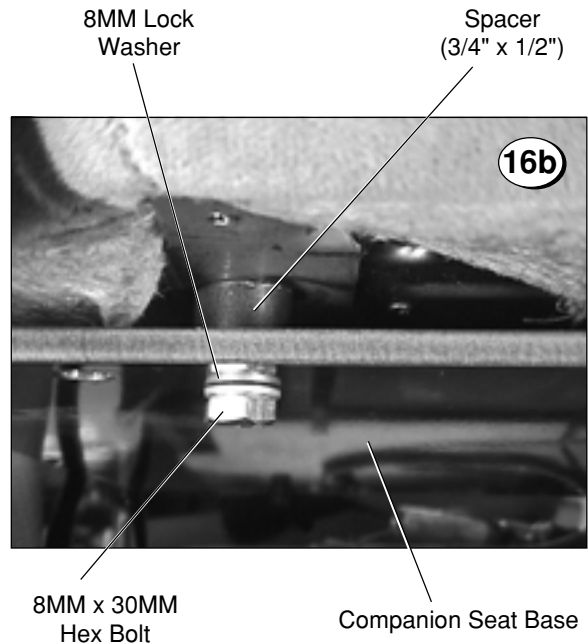 8MM Lock
Washer
Spacer
(3/4" x 1/2")
16b
8MM x 30MM
Hex Bolt
Companion Seat Base